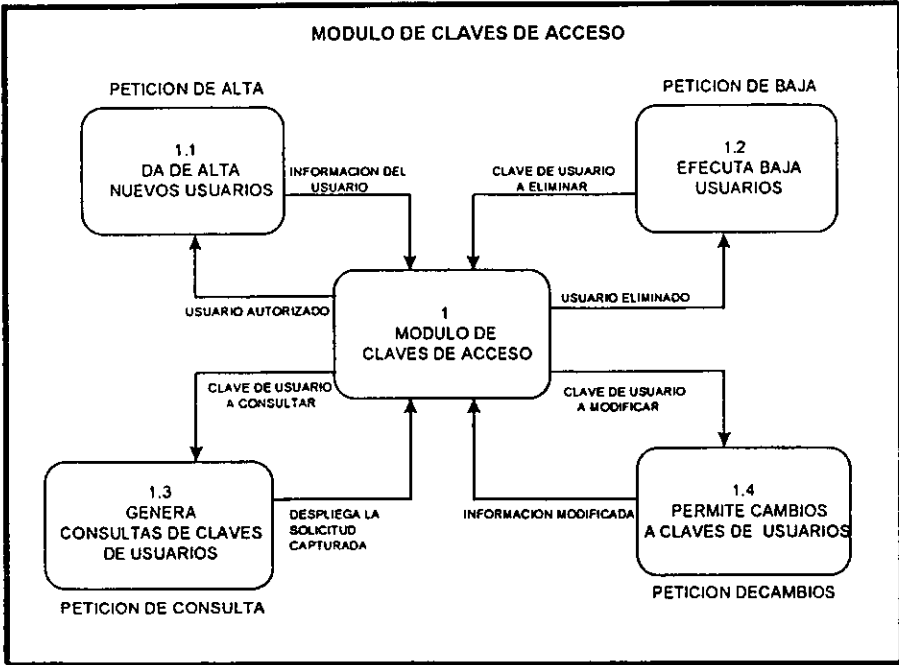 MODULO DE CLAVES DE ACCESO
PETICION DE ALTA
1.1
DA DE ALTA
NUEVOS USUARIOS
INFORMACION DEL
USUARIO
PETICION DE BAJA
1.2
EFECUTA BAJA
USUARIOS
CLAVE DE USUARIO
A ELIMINAR
USUARIO AUTORIZADO
1
MODULO DE
CLAVES DE ACCESO
USUARIO ELIMINADO
CLAVE DE USUARIO
A CONSULTAR
CLAVE DE USUARIO
A MODIFICAR
1.3
GENERA
CONSULTAS DE CLAVES
DE USUARIOS
DESPLIEGA LA
SOLICITUD
CAPTURADA
INFORMACION MODIFICADA
1.4
PERMITE CAMBIOS
A CLAVES DE USUARIOS
PETICION DE CONSULTA
PETICION DECAMBIOS